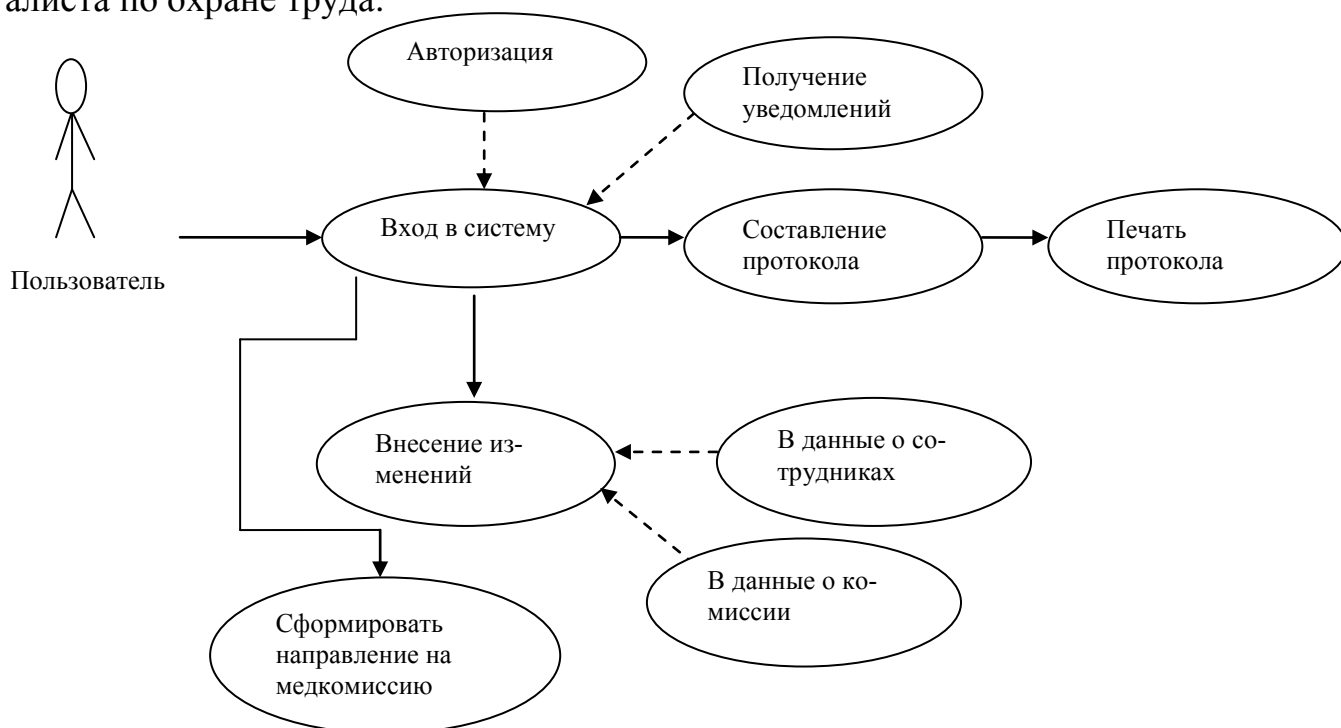 алиста по охране труда.
Авторизация
Получение
уведомлений
Вход в систему
Составление
протокола
Печать
протокола
Пользователь
Внесение из-
менений
В данные о со-
трудниках
В данные о ко-
миссии
Сформировать
направление на
медкомиссию